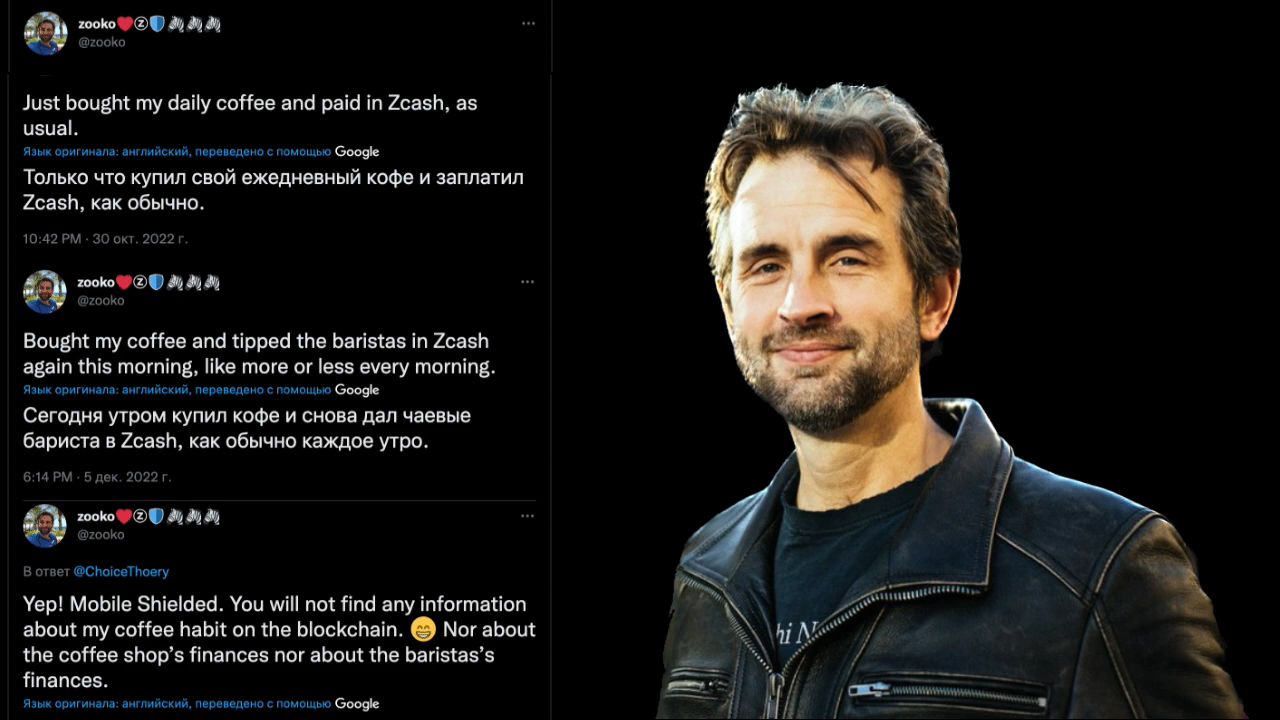 zooko❤️ⓩ🛡️🦓🦓🦓
@zooko
Just bought my daily coffee and paid in Zcash, as
usual.
Язык оригинала: английский, переведено с помощью Google
Только что купил свой ежедневный кофе и заплатил
Zcash, как обычно.
10:42 PM · 30 окт. 2022 г.
zooko❤️ⓩ🛡️🦓🦓🦓
@zooko
Bought my coffee and tipped the baristas in Zcash
again this morning, like more or less every morning.
Язык оригинала: английский, переведено с помощью Google
Сегодня утром купил кофе и снова дал чаевые
бариста в Zcash, как обычно каждое утро.
6:14 PM · 5 дек. 2022 г.
zooko❤️ⓩ🛡️🦓🦓🦓
@zooko
В ответ @ChoiceThoery
Yep! Mobile Shielded. You will not find any information
about my coffee habit on the blockchain. 😁 Nor about
the coffee shop's finances nor about the baristas's
finances.
Язык оригинала: английский, переведено с помощью Google